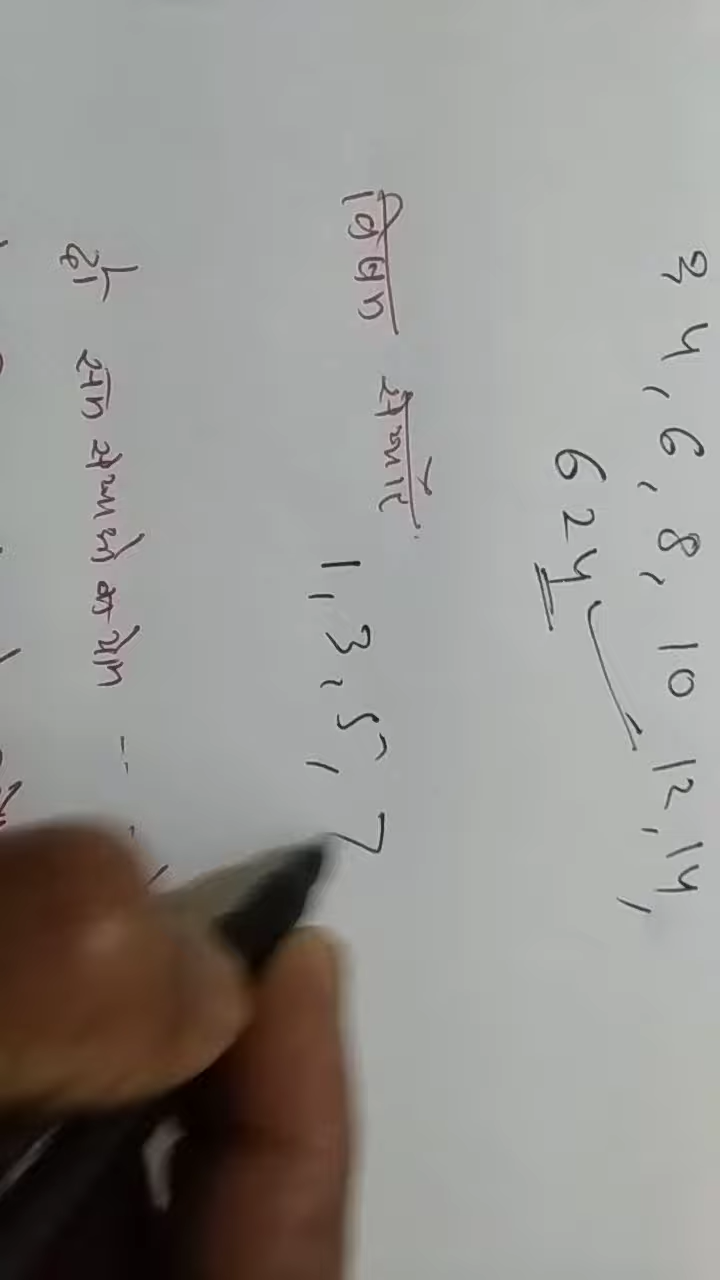 2 4, 6, 8, 10 12, 14,
624
विषम संख्याएं 1, 3, 5, 7
दो सम संख्याओं का योग --